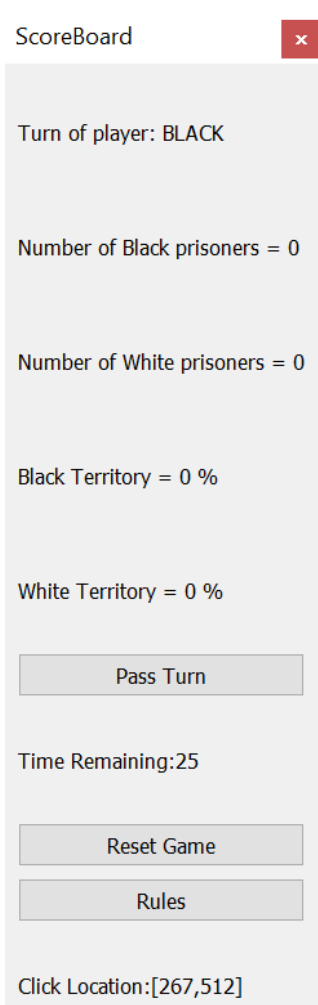 ScoreBoard
x
Turn of player: BLACK
Number of Black prisoners = 0
Number of White prisoners = 0
Black Territory = 0 %
White Territory = 0 %
Pass Turn
Time Remaining:25
Reset Game
Rules
Click Location:[267,512]